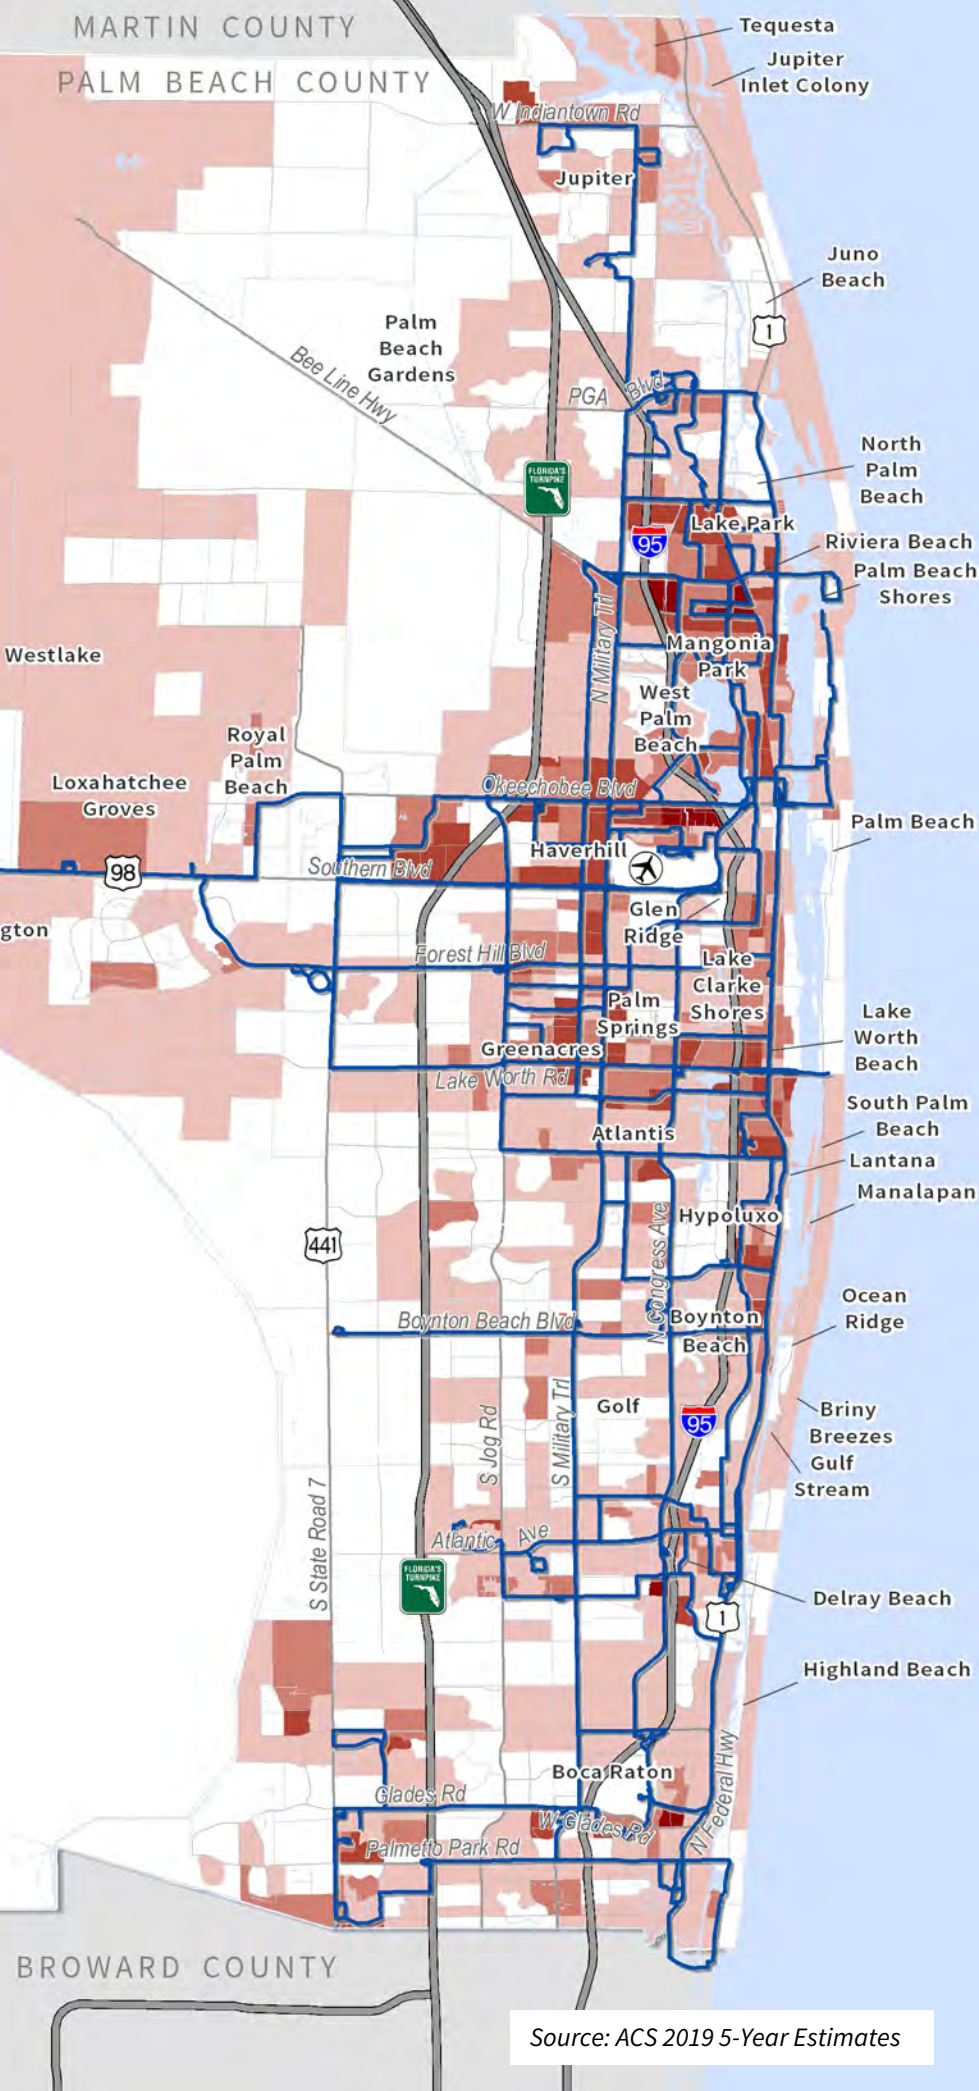 MARTIN COUNTY
PALM BEACH COUNTY
Tequesta
Jupiter
Inlet Colony
W Indiantown Rd
Jupiter
Juno
Beach
1
Palm
Beach
Gardens
Bee Line Hwy
PGA Blvd
FLORIDA'S
TURNPIKE
North
Palm
Beach
Lake Park
95
Riviera Beach
Palm Beach
Shores
N Military Trl
Mangonia
Park
Westlake
West
Palm
Beach
Royal
Palm
Beach
Loxahatchee
Groves
Okeechobee Blvd
Palm Beach
Haverhill
98
Southern Blvd
Glen
Ridge
gton
Forest Hill Blvd
Lake
Clarke
Shores
Palm
Springs
Lake
Worth
Beach
Greenacres
Lake Worth Rd
South Palm
Beach
Atlantis
Lantana
Manalapan
Hypoluxo
441
N Congress Ave
Ocean
Ridge
Boynton Beach Blvd
Boynton
Beach
Golf
95
Briny
Breezes
Gulf
Stream
S Jog Rd
S Military Trl
S State Road 7
Atlantic Ave
FLORIDA'S
TURNPIKE
Delray Beach
1
Highland Beach
Boca Raton
Glades Rd
W Glades Rd
N Federal Hwy
Palmetto Park Rd
BROWARD COUNTY
Source: ACS 2019 5-Year Estimates